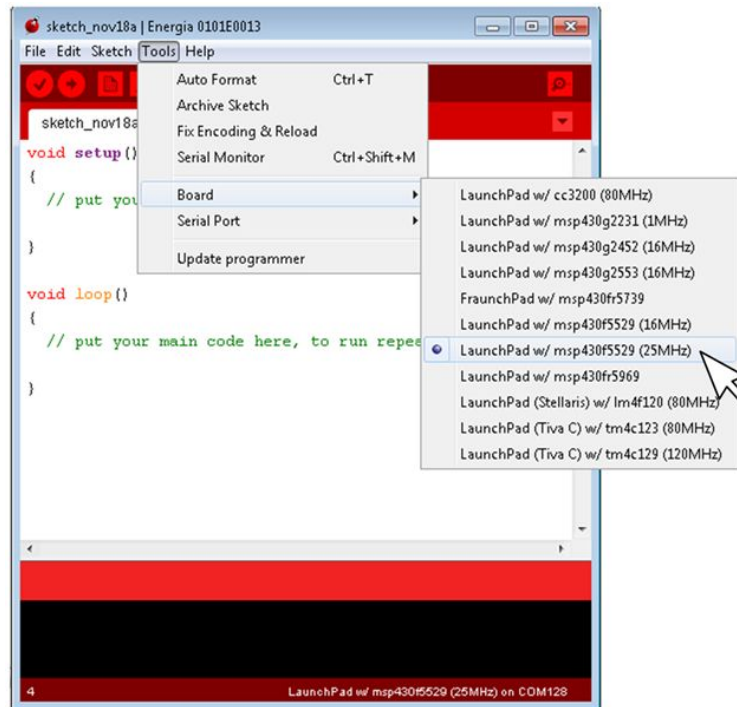 sketch_nov18a | Energia 0101E0013
File Edit Sketch Tools Help
Auto Format Ctrl+T
Archive Sketch
sketch_nov18a
Fix Encoding & Reload
void setup()
Serial Monitor Ctrl+Shift+M
{
// put you
Board
Serial Port
}
Update programmer
LaunchPad w/ cc3200 (80MHz)
LaunchPad w/ msp430g2231 (1MHz)
LaunchPad w/ msp430g2452 (16MHz)
LaunchPad w/ msp430g2553 (16MHz)
FraunchPad w/ msp430fr5739
LaunchPad w/ msp430f5529 (16MHz)
LaunchPad w/ msp430f5529 (25MHz)
LaunchPad w/ msp430fr5969
LaunchPad (Stellaris) w/ lm4f120 (80MHz)
LaunchPad (Tiva C) w/ tm4c123 (80MHz)
LaunchPad (Tiva C) w/ tm4c129 (120MHz)
void loop()
{
// put your main code here, to run repea
}
4 LaunchPad w/ msp430f5529 (25MHz) on COM128